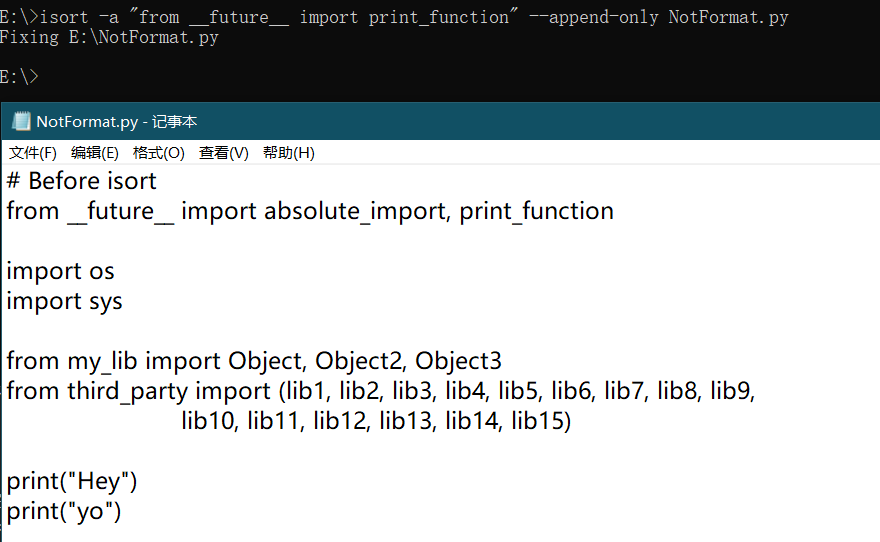 E:\>isort -a "from __future__ import print_function" --append-only NotFormat.py
Fixing E:\NotFormat.py
E:\>
NotFormat.py - 记事本
文件(F) 编辑(E) 格式(O) 查看(V) 帮助(H)
# Before isort
from __future__ import absolute_import, print_function
import os
import sys
from my_lib import Object, Object2, Object3
from third_party import (lib1, lib2, lib3, lib4, lib5, lib6, lib7, lib8, lib9,
lib10, lib11, lib12, lib13, lib14, lib15)
print("Hey")
print("yo")